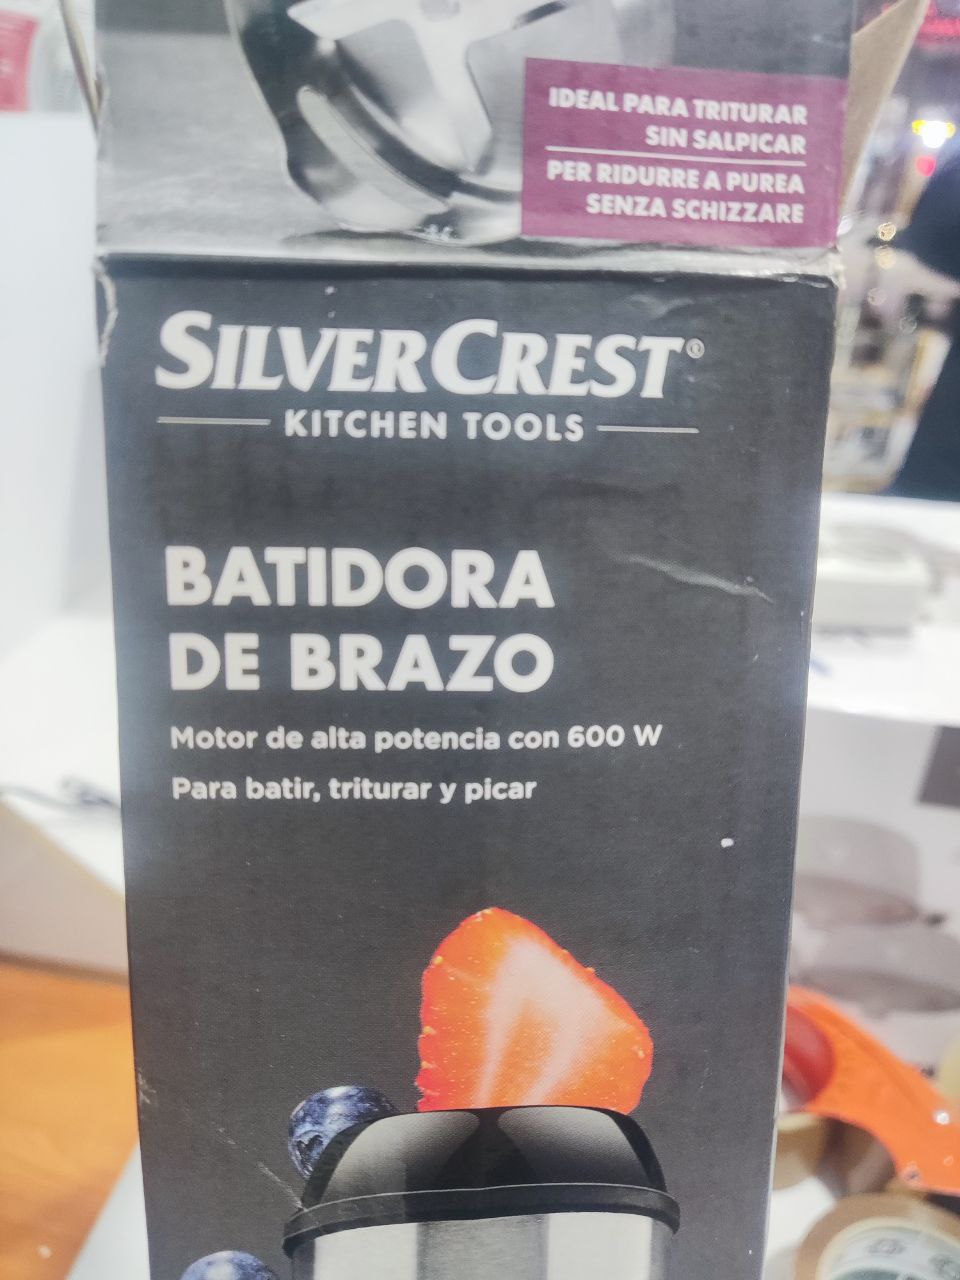 IDEAL PARA TRITURAR
SIN SALPICAR
PER RIDURRE A PUREA
SENZA SCHIZZARE
SILVERCREST®
KITCHEN TOOLS
BATIDORA
DE BRAZO
Motor de alta potencia con 600 W
Para batir, triturar y picar